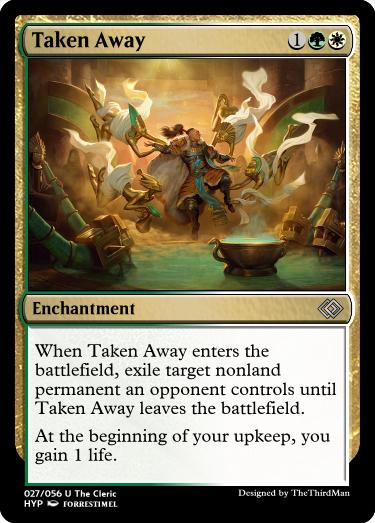 Taken Away 1
Enchantment
When Taken Away enters the
battlefield, exile target nonland
permanent an opponent controls until
Taken Away leaves the battlefield.
At the beginning of your upkeep, you
gain 1 life.
027/056 U The Cleric
Designed by TheThirdMan
HYP FORRESTIMEL